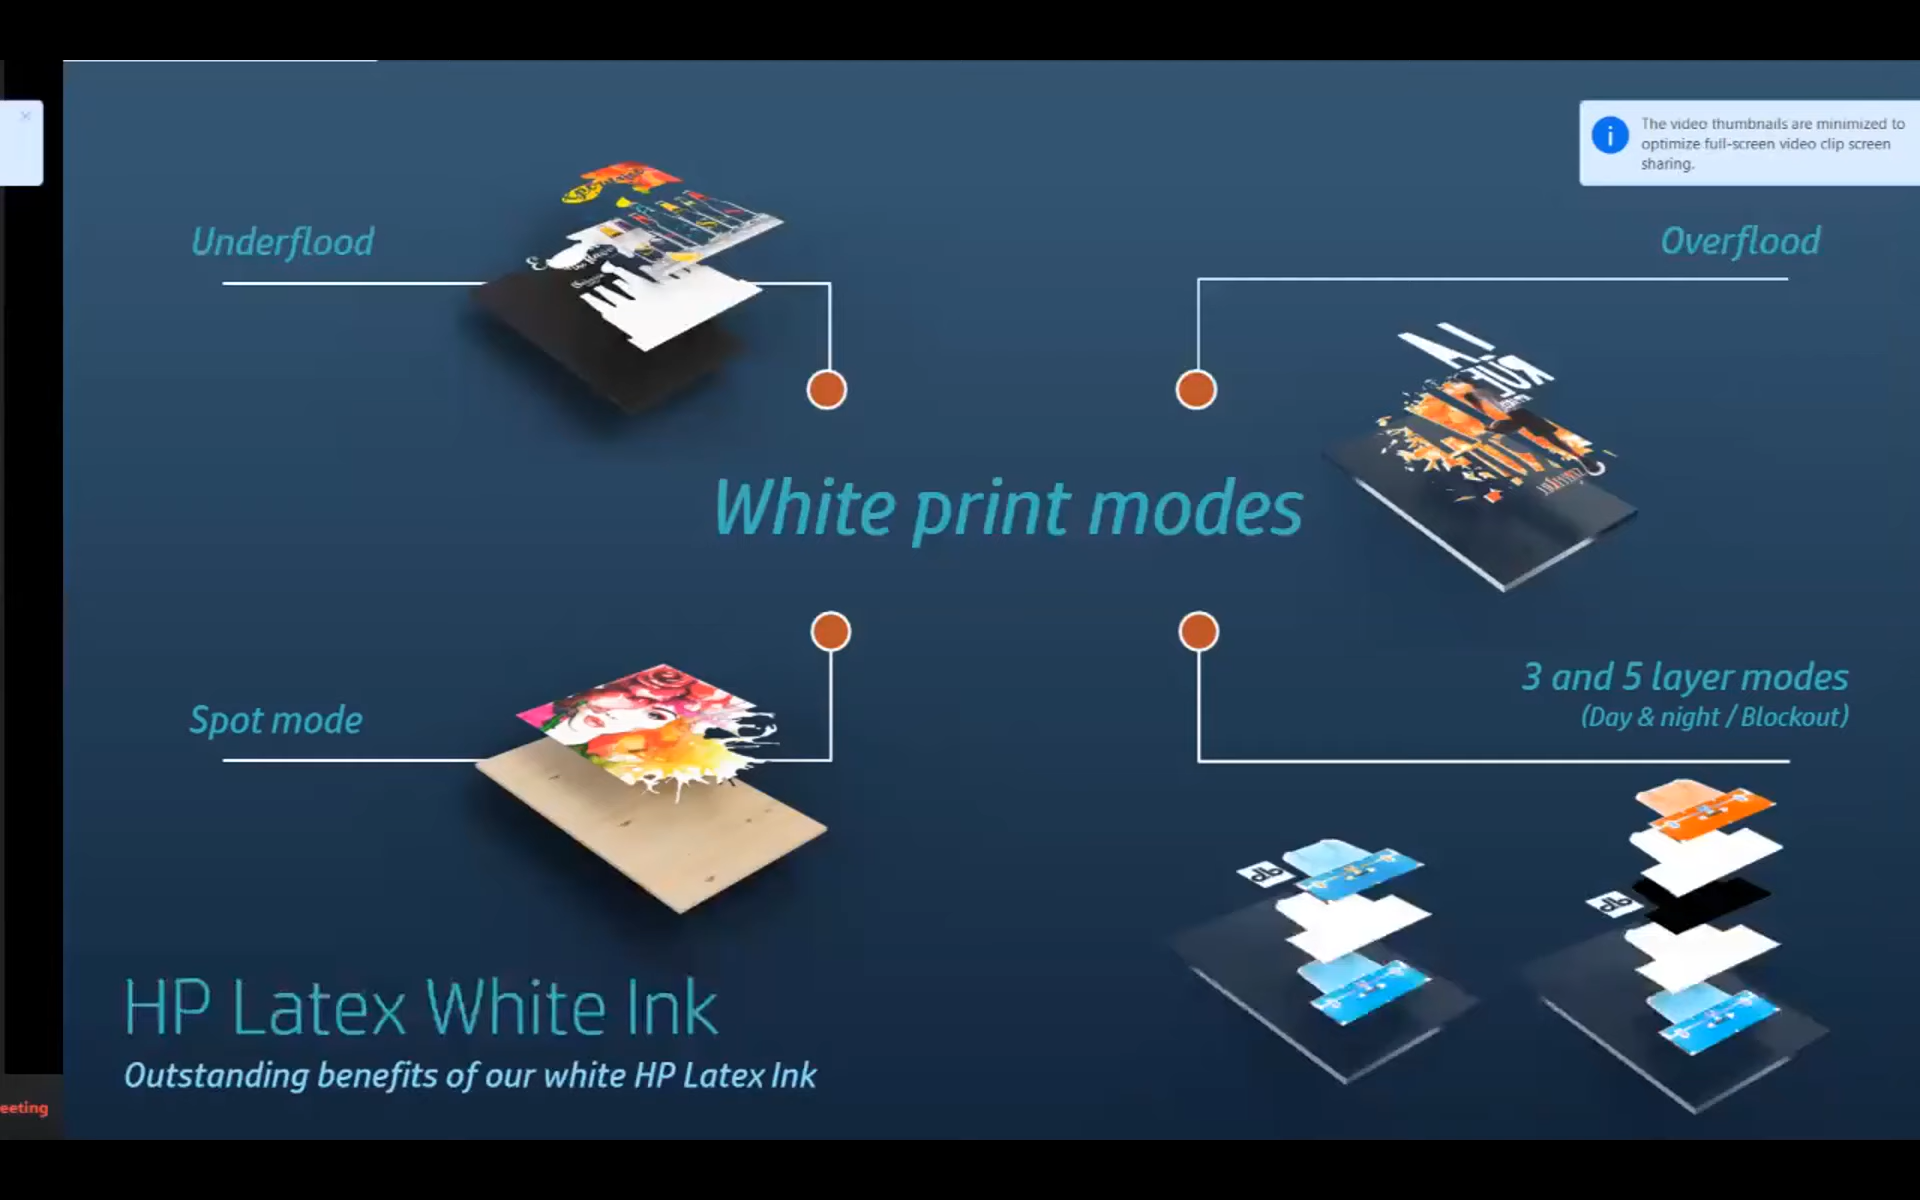 The video thumbnails are minimized to
optimize full-screen video clip screen
sharing.
Underflood
Overflood
White print modes
Spot mode
3 and 5 layer modes
(Day & night / Blockout)
HP Latex White Ink
Outstanding benefits of our white HP Latex Ink
eeting